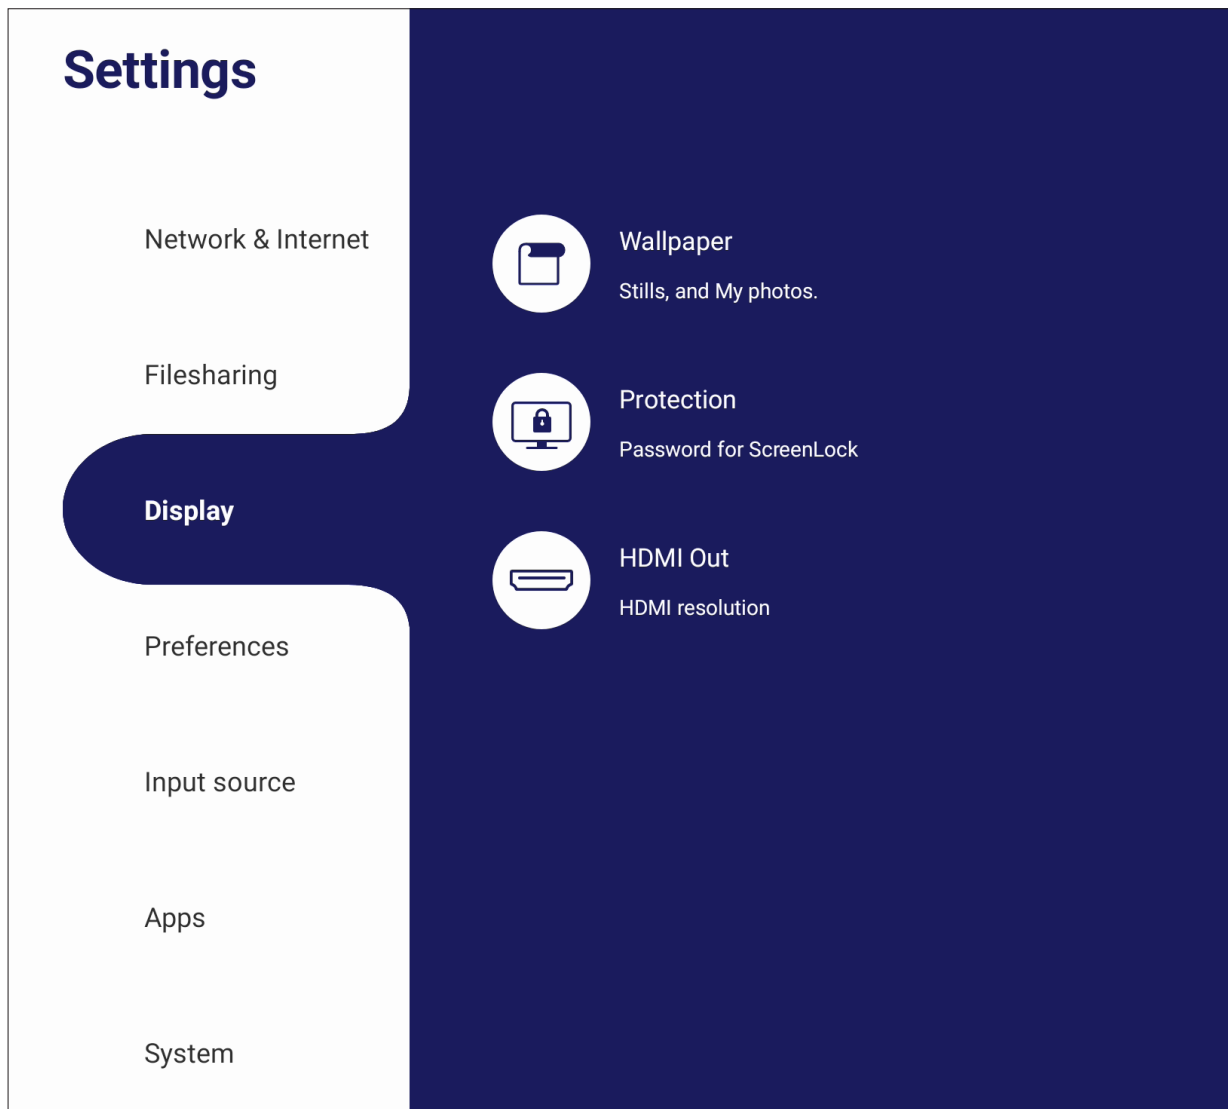 Settings
Network & Internet
Filesharing
Display
Preferences
Input source
Apps
System
Wallpaper
Stills, and My photos.
Protection
Password for ScreenLock
HDMI Out
HDMI resolution